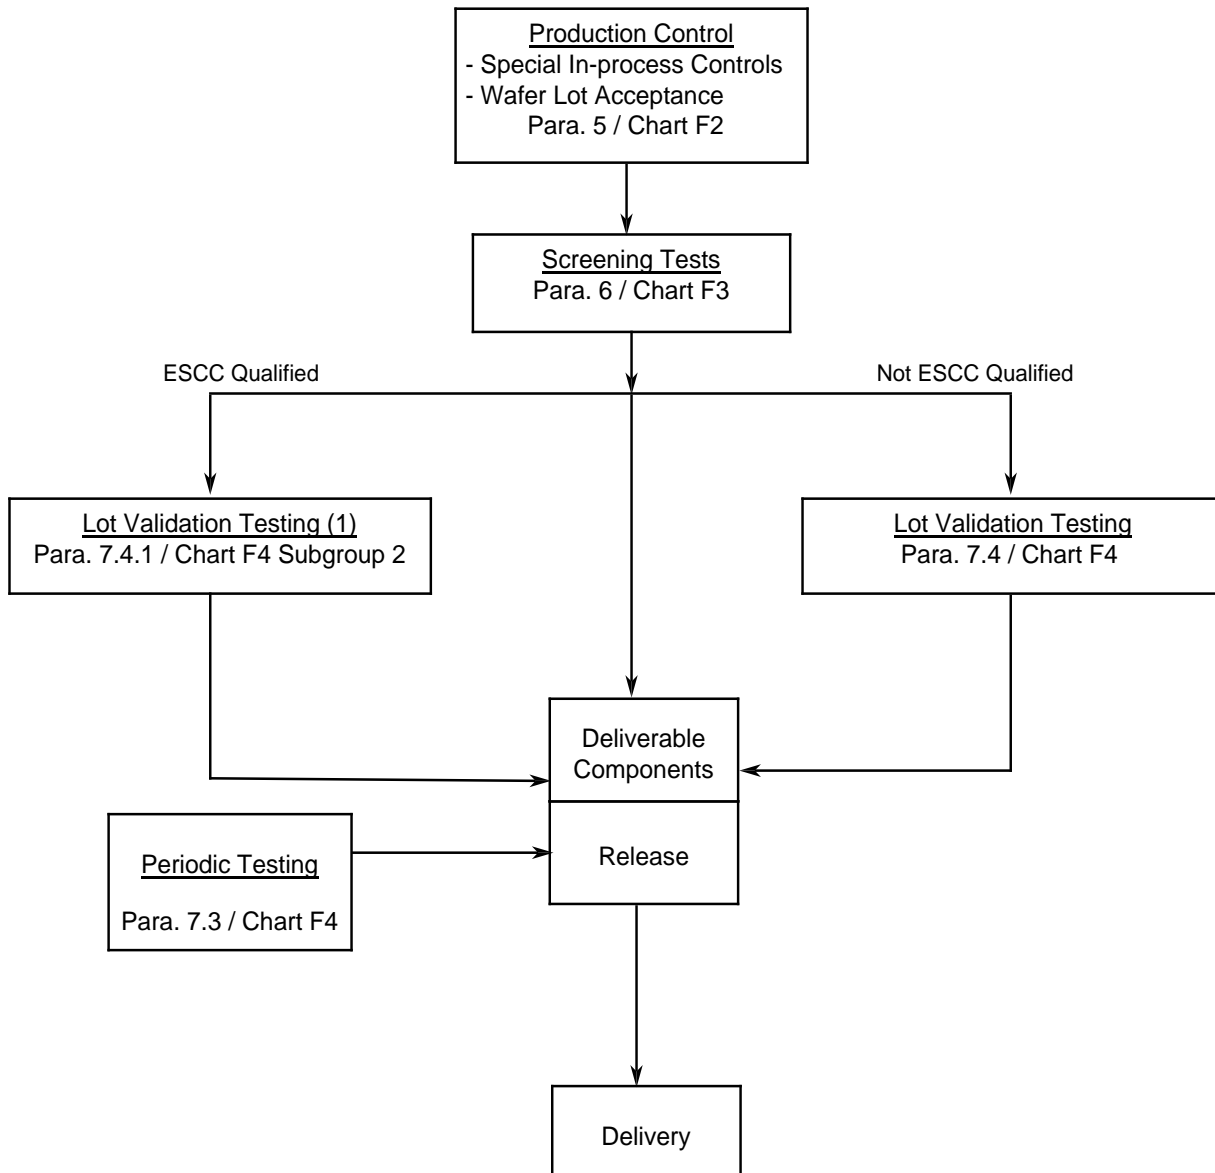 Production Control
- Special In-process Controls
- Wafer Lot Acceptance
Para. 5 / Chart F2
Screening Tests
Para. 6 / Chart F3
ESCC Qualified
Not ESCC Qualified
Lot Validation Testing (1)
Para. 7.4.1 / Chart F4 Subgroup 2
Lot Validation Testing
Para. 7.4 / Chart F4
Deliverable
Components
Release
Periodic Testing
Para. 7.3 / Chart F4
Delivery